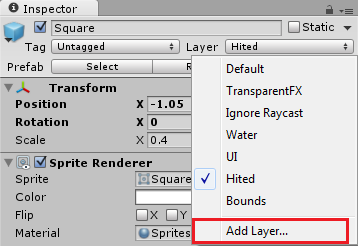 Inspector
Square Static
Tag Untagged Layer Hited
Prefab Select R
Default
TransparentFX
Ignore Raycast
Water
UI
Hited
Bounds
Add Layer...
Transform
Position X -1.05
Rotation X 0
Scale X 0.4
Sprite Renderer
Sprite Square
Color
Flip X Y
Material Sprites